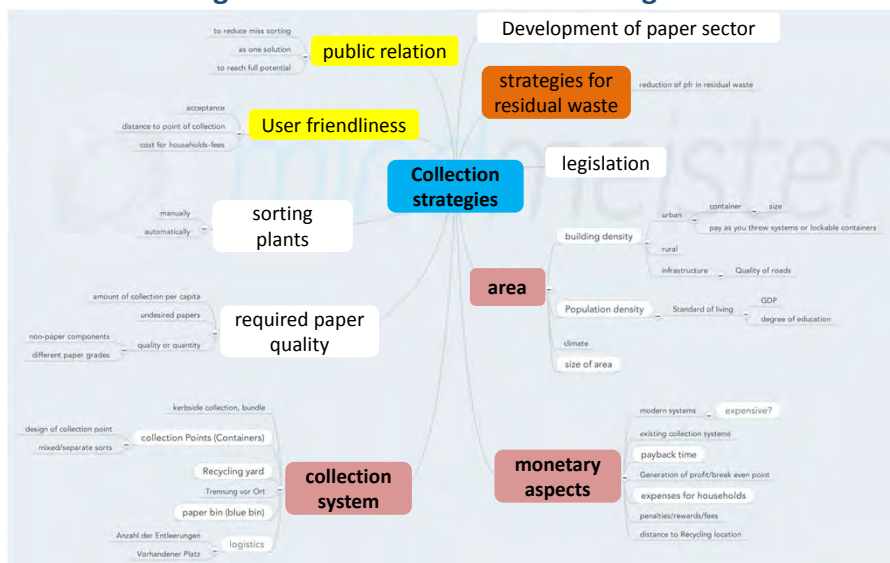 to reduce miss sorting
as one solution
to reach full potential
public relation
acceptance
distance to point of collection
cost for households-fees
User friendliness
manually
automatically
sorting
plants
amount of collection per capita
undesired papers
non-paper components
different paper grades
quality or quantity
required paper
quality
kerbside collection, bundle
design of collection point
mixed/separate sorts
collection Points (Containers)
Recycling yard
Trennung vor Ort
paper bin (blue bin)
Anzahl der Entleerungen
Vorhandener Platz
logistics
collection
system
Collection
strategies
Development of paper sector
strategies for
residual waste
reduction of pfr in residual waste
legislation
area
building density
urban
container
size
pay as you throw systems or lockable containers
rural
infrastructure
Quality of roads
Population density
Standard of living
GDP
degree of education
climate
size of area
monetary
aspects
modern systems
expensive?
existing collection systems
payback time
Generation of profit/break even point
expenses for households
penalties/rewards/fees
distance to Recycling location